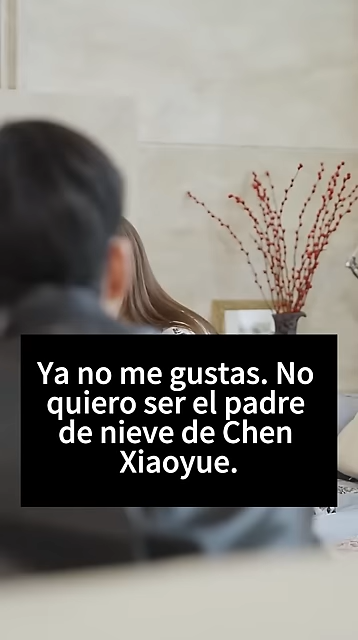 Ya no me gustas. No
quiero ser el padre
de nieve de Chen
Xiaoyue.